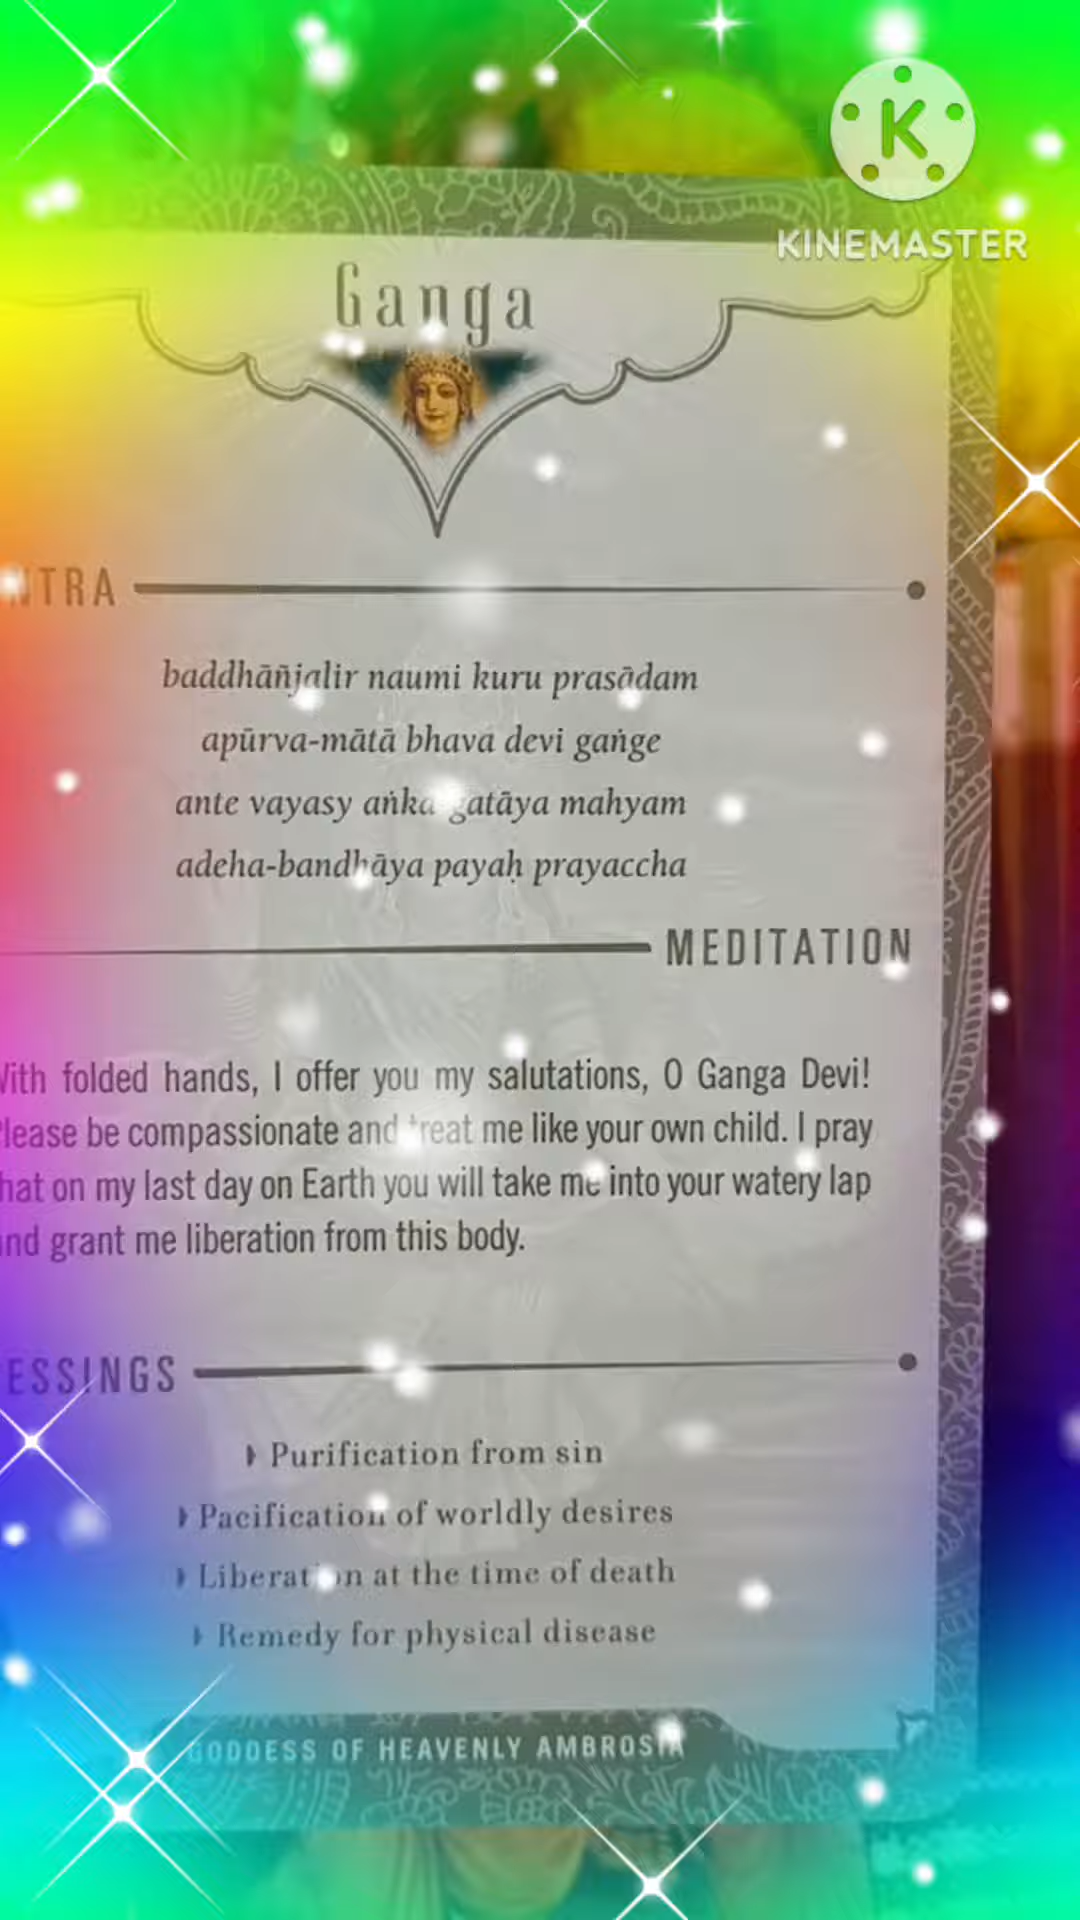 KINEMASTER
Ganga
NTRA
baddhāñjalir naumi kuru prasādam
apūrva-mātā bhava devi gaṅge
ante vayasy aṅka gatāya mahyam
adeha-bandhāya payaḥ prayaccha
MEDITATION
With folded hands, I offer you my salutations, O Ganga Devi!
Please be compassionate and treat me like your own child. I pray
that on my last day on Earth you will take me into your watery lap
and grant me liberation from this body.
ESSINGS
Purification from sin
Pacification of worldly desires
Liberation at the time of death
Remedy for physical disease
GODDESS OF HEAVENLY AMBROSIA